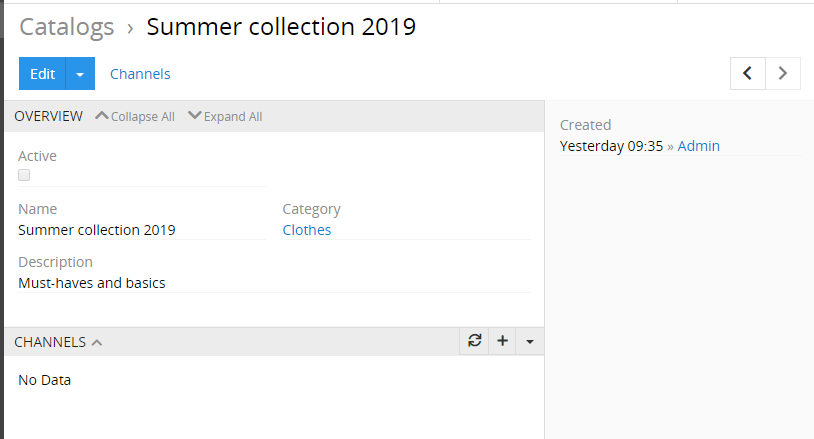 Catalogs › Summer collection 2019
Edit Channels
OVERVIEW Collapse All Expand All
Active
Name Category
Summer collection 2019 Clothes
Description
Must-haves and basics
CHANNELS
No Data
Created
Yesterday 09:35 » Admin